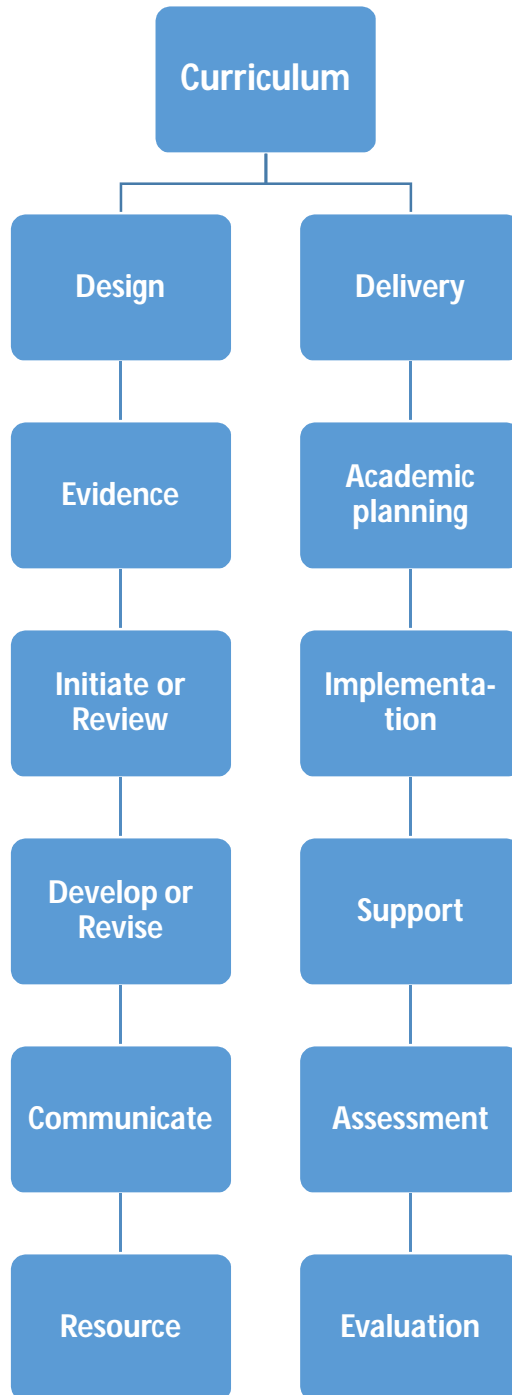 Curriculum
Design
Delivery
Evidence
Academic
planning
Initiate or
Review
Implementa-
tion
Develop or
Revise
Support
Communicate
Assessment
Resource
Evaluation